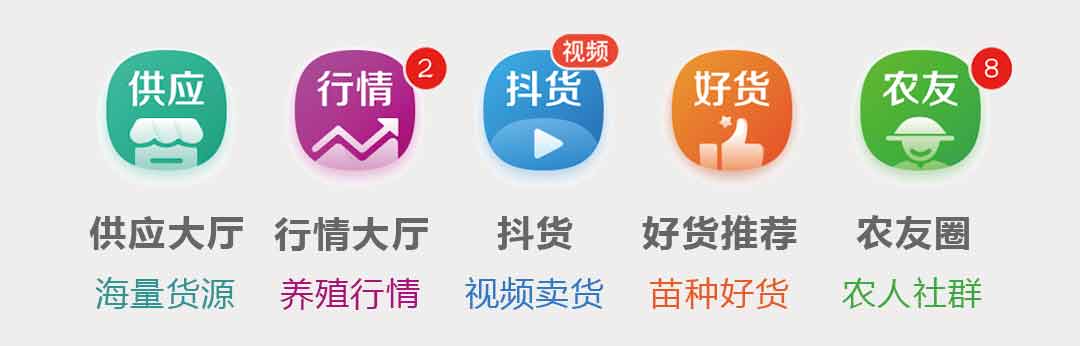 视频
供应
行情
2
抖货
好货
农友
8
供应大厅
行情大厅
抖货
好货推荐
农友圈
海量货源
养殖行情
视频卖货
苗种好货
农人社群